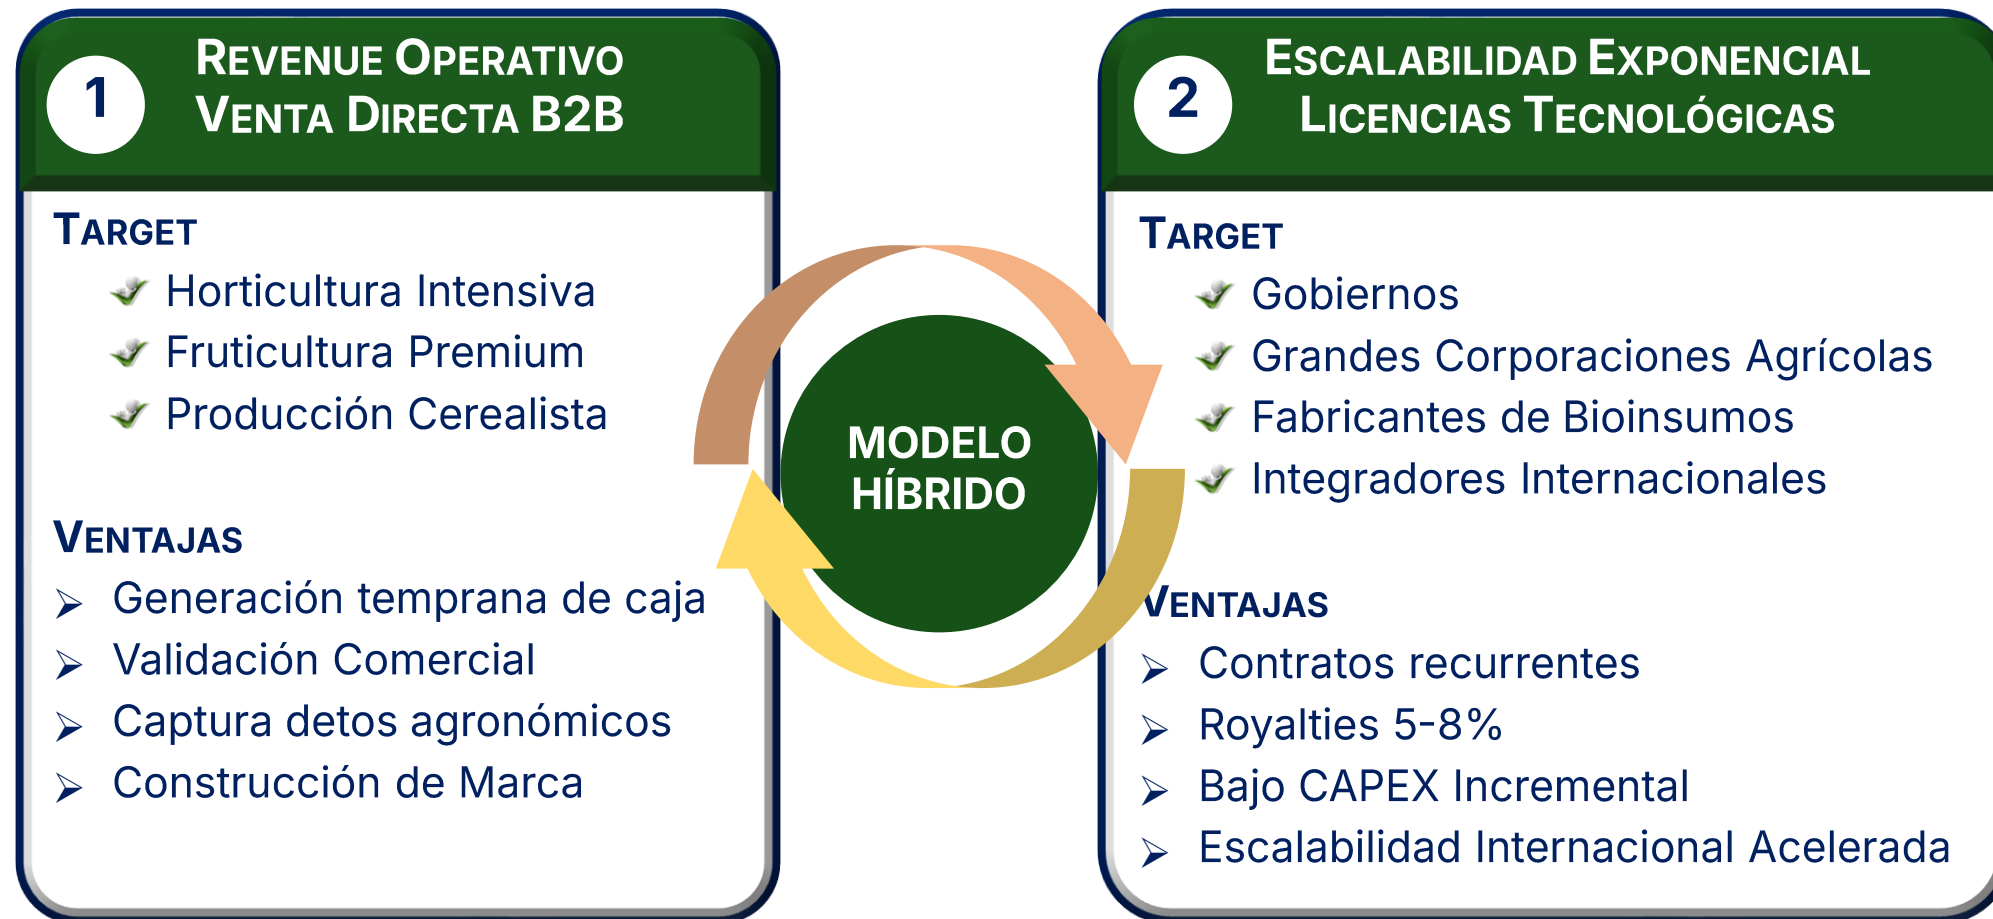 1
REVENUE OPERATIVO
VENTA DIRECTA B2B
TARGET
Horticultura Intensiva
Fruticultura Premium
Producción Cerealista
VENTAJAS
Generación temprana de caja
Validación Comercial
Captura detos agronómicos
Construcción de Marca
MODELO
HÍBRIDO
2
ESCALABILIDAD EXPONENCIAL
LICENCIAS TECNOLÓGICAS
TARGET
Gobiernos
Grandes Corporaciones Agrícolas
Fabricantes de Bioinsumos
Integradores Internacionales
VENTAJAS
Contratos recurrentes
Royalties 5-8%
Bajo CAPEX Incremental
Escalabilidad Internacional Acelerada